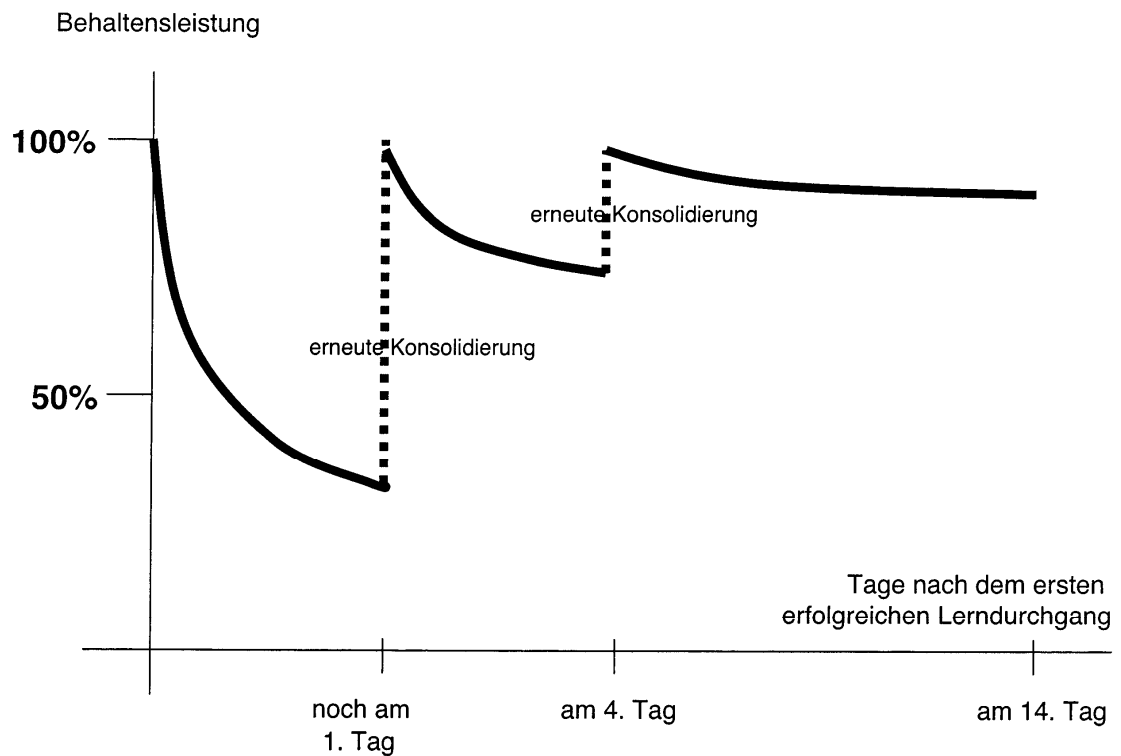 Behaltensleistung
100%
erneute Konsolidierung
erneute Konsolidierung
50%
Tage nach dem ersten
erfolgreichen Lerndurchgang
noch am
1. Tag
am 4. Tag
am 14. Tag